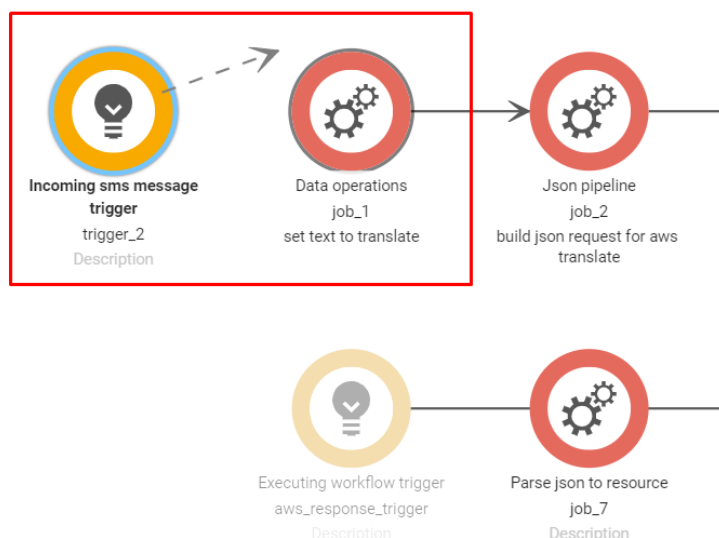 Incoming sms message
trigger
trigger_2
Description
Data operations
job_1
set text to translate
Json pipeline
job_2
build json request for aws
translate
Executing workflow trigger
aws_response_trigger
Description
Parse json to resource
job_7
Description